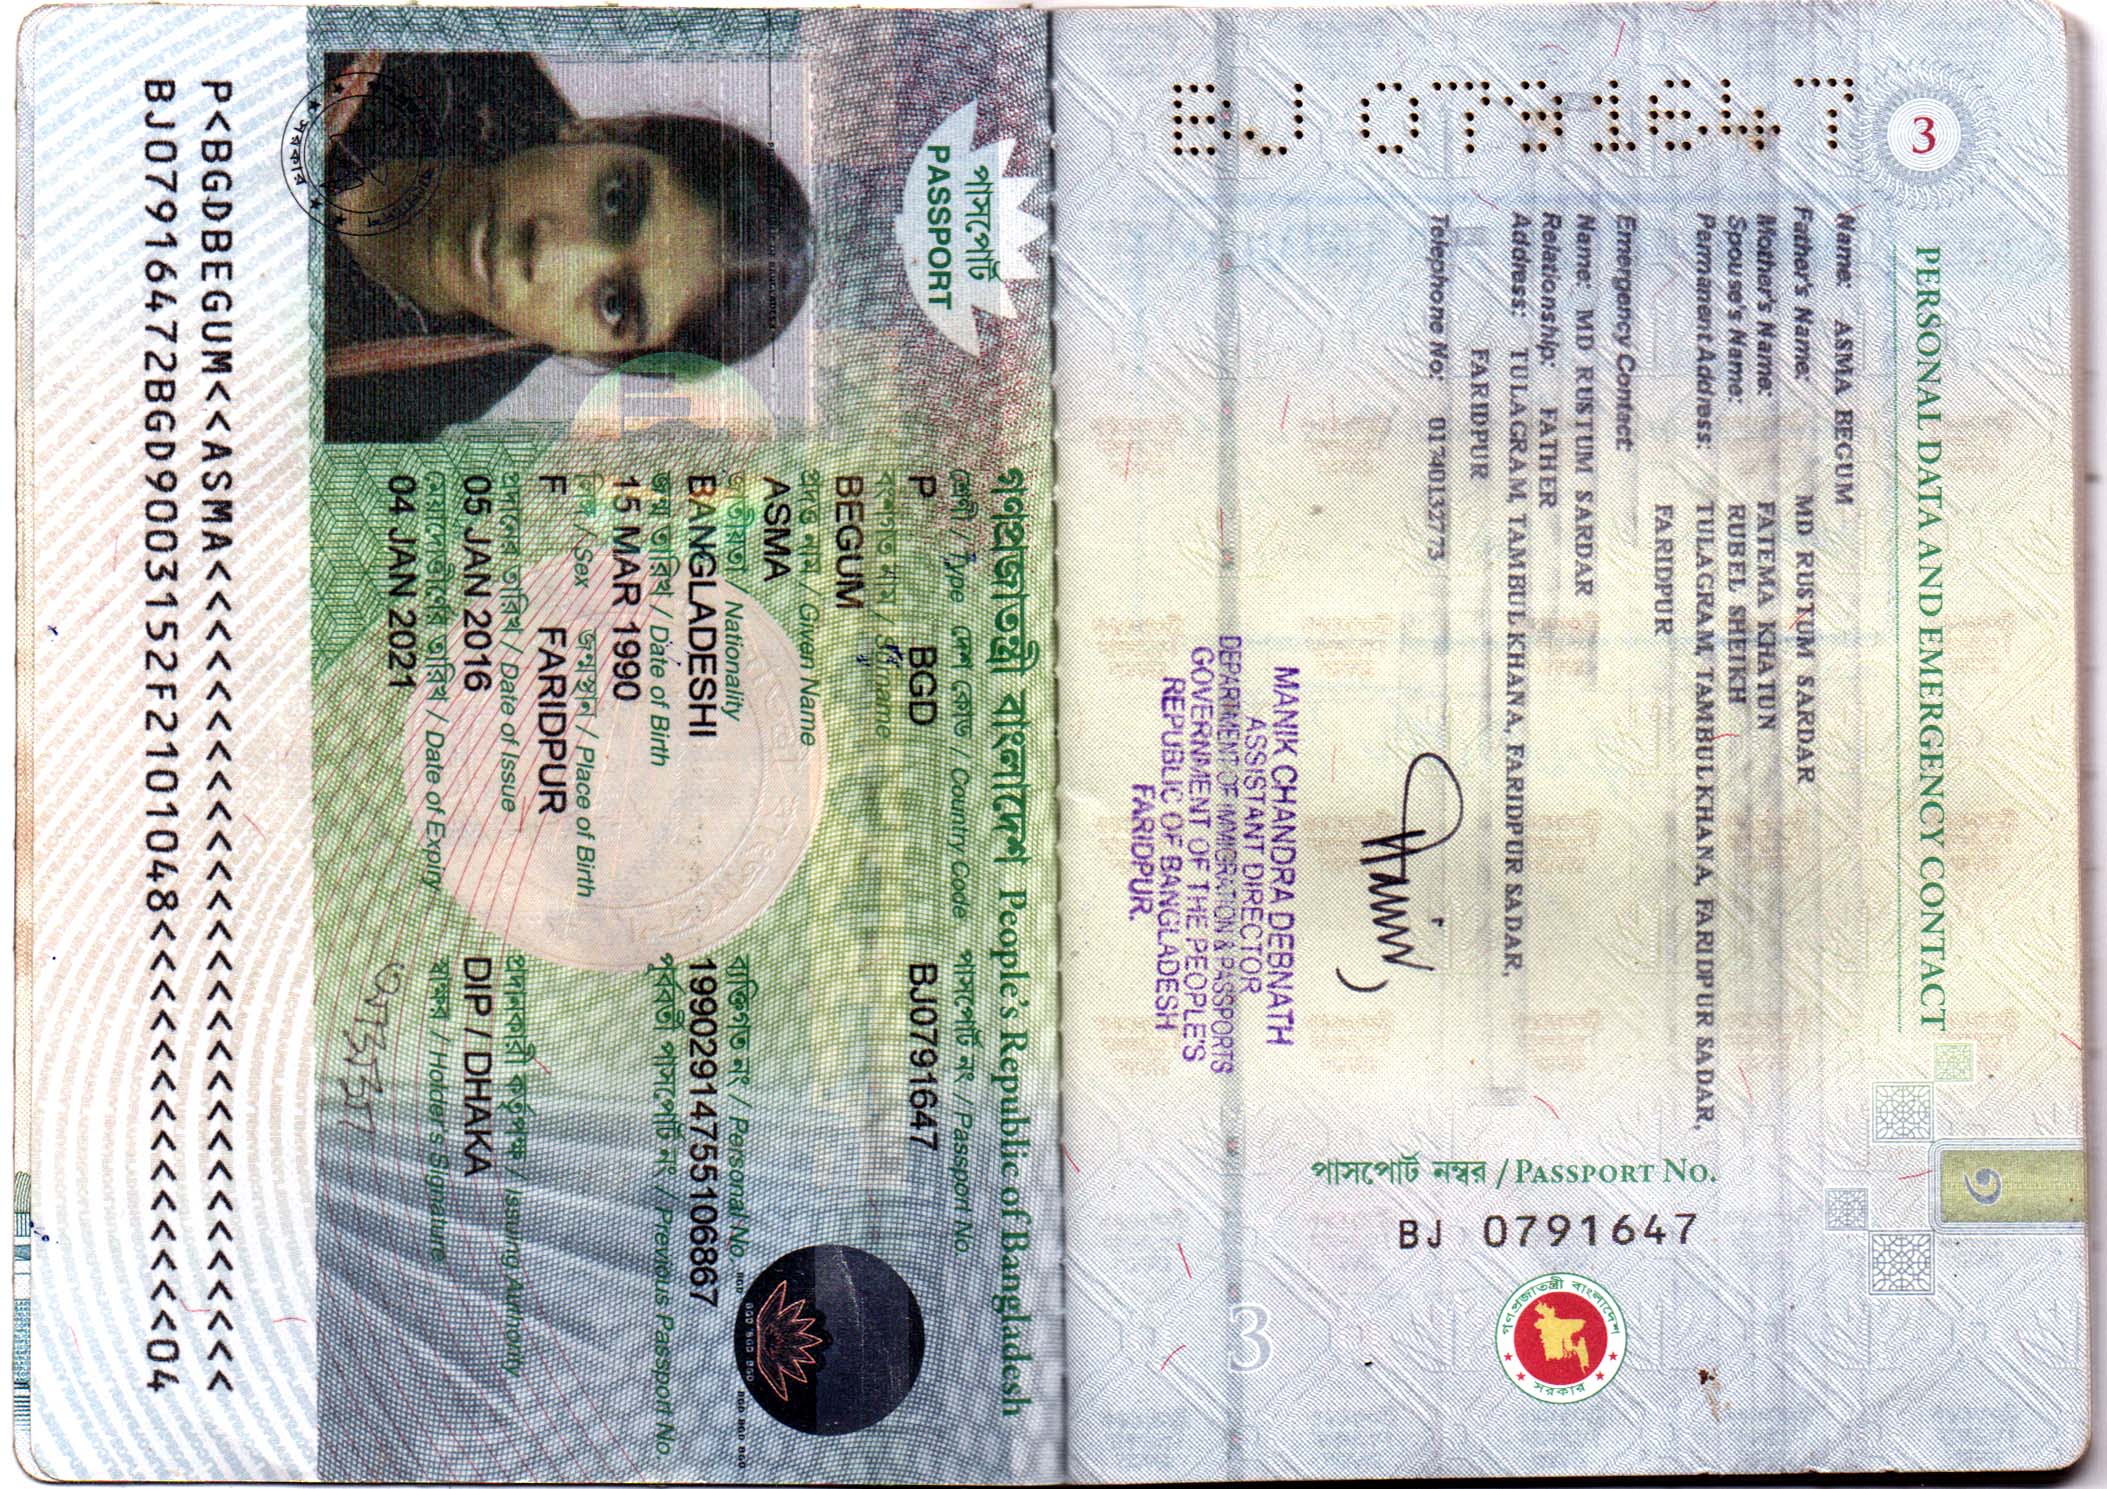 PERSONAL DATA AND EMERGENCY CONTACT
3
BJ 0791647
Name: ASMA BEGUM
Father's Name: MD RUSTUM SARDAR
Mother's Name: FATEMA KHATUN
Spouse's Name: RUBEL SHEIKH
Permanent Address: TULAGRAM, TAMBULKHANA, FARIDPUR SADAR,
FARIDPUR
Emergency Contact:
Name: MD RUSTUM SARDAR
Relationship: FATHER
Address: TULAGRAM, TAMBULKHANA, FARIDPUR SADAR,
FARIDPUR
Telephone No: 01740132773
MANIK CHANDRA DEBNATH
ASSISTANT DIRECTOR
DEPARTMENT OF IMMIGRATION & PASSPORTS
GOVERNMENT OF THE PEOPLE'S
REPUBLIC OF BANGLADESH
FARIDPUR.
পাসপোর্ট নম্বর / PASSPORT NO.
BJ 0791647
গণপ্রজাতন্ত্রী বাংলাদেশ
সরকার
3
গণপ্রজাতন্ত্রী বাংলাদেশ People's Republic of Bangladesh
পাসপোর্ট
PASSPORT
শ্রেণী / Type দেশ কোড / Country Code পাসপোর্ট নং / Passport No.
P BGD BJ0791647
বংশগত নাম / Surname
BEGUM
প্রদত্ত নাম / Given Name
ASMA
জাতীয়তা Nationality ব্যক্তিগত নং / Personal No.
BANGLADESHI 19902914755106867
জন্ম তারিখ / Date of Birth পূর্ববর্তী পাসপোর্ট নং / Previous Passport No.
15 MAR 1990
লিঙ্গ / Sex জন্মস্থান / Place of Birth
F FARIDPUR
প্রদানের তারিখ / Date of Issue প্রদানকারী কর্তৃপক্ষ / Issuing Authority
05 JAN 2016 DIP / DHAKA
মেয়াদোত্তীর্ণের তারিখ / Date of Expiry স্বাক্ষর / Holder's Signature
04 JAN 2021
P<BGDBEGUM<<ASMA<<<<<<<<<<<<<<<<<<<<<<<<<<<<
BJ07916472BGD9003152F2101048<<<<<<<<<<<<<<04